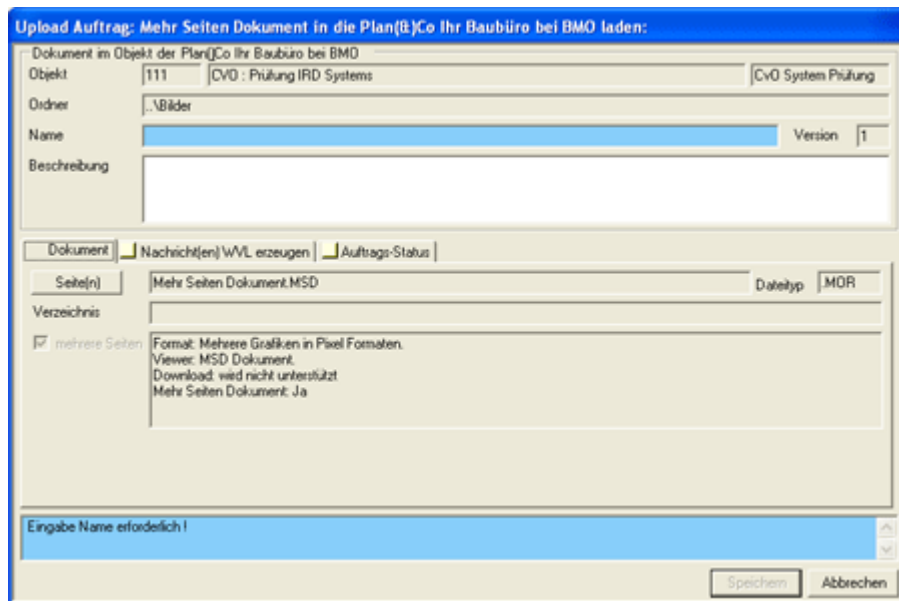 Upload Auftrag: Mehr Seiten Dokument in die Plan(&)Co Ihr Baubüro bei BMO laden:
Dokument im Objekt der Plan()Co Ihr Baubüro bei BMO
Objekt 111 CVO : Prüfung IRD Systems CvO System Prüfung
Ordner ..\Bilder
Name Version 1
Beschreibung
Dokument Nachricht(en) WVL erzeugen Auftrags-Status
Seite(n) Mehr Seiten Dokument.MSD Dateityp .MOR
Verzeichnis
mehrere Seiten Format: Mehrere Grafiken in Pixel Formaten.
Viewer: MSD Dokument.
Download: wird nicht unterstützt
Mehr Seiten Dokument: Ja
Eingabe Name erforderlich !
Speichern Abbrechen